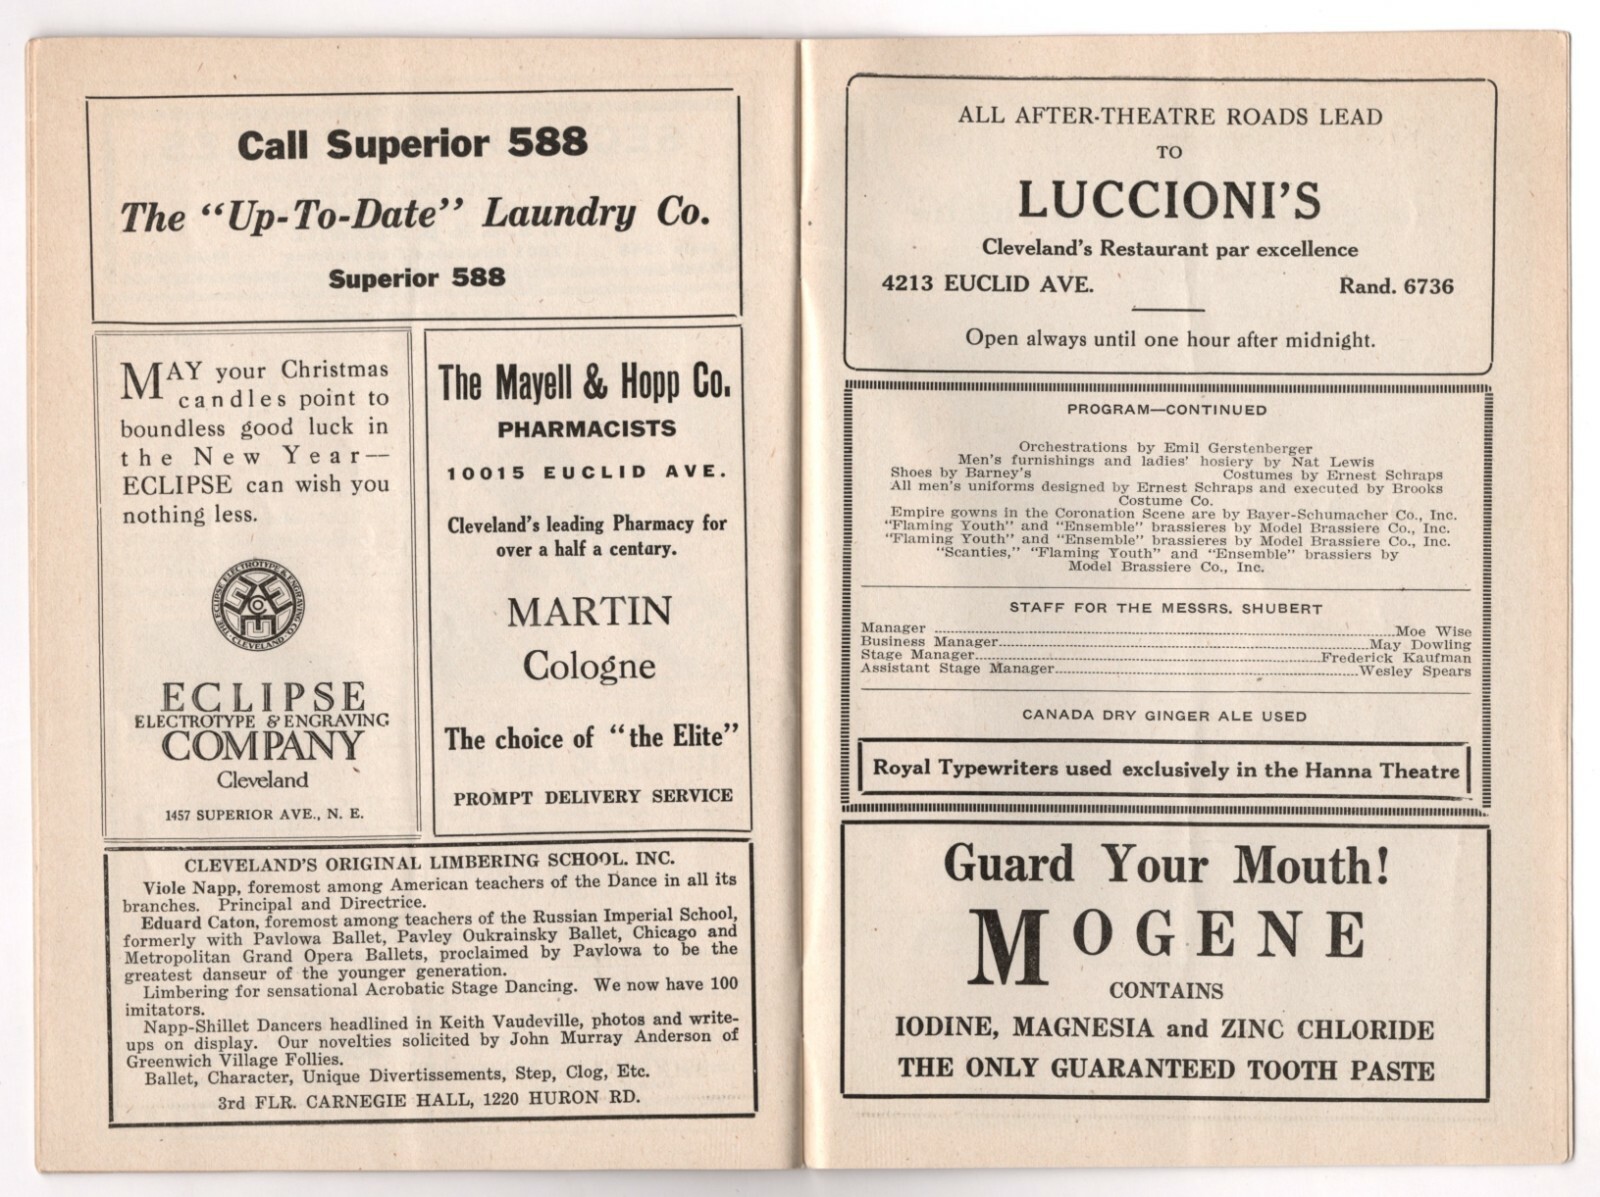 Call Superior 588
The "Up-To-Date" Laundry Co.
Superior 588
MAY your Christmas
candles point to
boundless good luck in
the New Year—
ECLIPSE can wish you
nothing less.
THE ECLIPSE ELECTROTYPE & ENGRAVING CO. CLEVELAND
ECLIPSE
ELECTROTYPE & ENGRAVING
COMPANY
Cleveland
1457 SUPERIOR AVE., N. E.
The Mayell & Hopp Co.
PHARMACISTS
10015 EUCLID AVE.
Cleveland's leading Pharmacy for
over a half a century.
MARTIN
Cologne
The choice of "the Elite"
PROMPT DELIVERY SERVICE
CLEVELAND'S ORIGINAL LIMBERING SCHOOL. INC.
Viole Napp, foremost among American teachers of the Dance in all its
branches. Principal and Directrice.
Eduard Caton, foremost among teachers of the Russian Imperial School,
formerly with Pavlowa Ballet, Pavley Oukrainsky Ballet, Chicago and
Metropolitan Grand Opera Ballets, proclaimed by Pavlowa to be the
greatest danseur of the younger generation.
Limbering for sensational Acrobatic Stage Dancing. We now have 100
imitators.
Napp-Shillet Dancers headlined in Keith Vaudeville, photos and write-
ups on display. Our novelties solicited by John Murray Anderson of
Greenwich Village Follies.
Ballet, Character, Unique Divertissements, Step, Clog, Etc.
3rd FLR. CARNEGIE HALL, 1220 HURON RD.
ALL AFTER-THEATRE ROADS LEAD
TO
LUCCIONI'S
Cleveland's Restaurant par excellence
4213 EUCLID AVE. Rand. 6736
Open always until one hour after midnight.
PROGRAM—CONTINUED
Orchestrations by Emil Gerstenberger
Men's furnishings and ladies' hosiery by Nat Lewis
Shoes by Barney's Costumes by Ernest Schraps
All men's uniforms designed by Ernest Schraps and executed by Brooks
Costume Co.
Empire gowns in the Coronation Scene are by Bayer-Schumacher Co., Inc.
"Flaming Youth" and "Ensemble" brassieres by Model Brassiere Co., Inc.
"Flaming Youth" and "Ensemble" brassieres by Model Brassiere Co., Inc.
"Scanties," "Flaming Youth" and "Ensemble" brassiers by
Model Brassiere Co., Inc.
STAFF FOR THE MESSRS. SHUBERT
Manager ........ Moe Wise
Business Manager ........ May Dowling
Stage Manager ........ Frederick Kaufman
Assistant Stage Manager ........ Wesley Spears
CANADA DRY GINGER ALE USED
Royal Typewriters used exclusively in the Hanna Theatre
Guard Your Mouth!
MOGENE
CONTAINS
IODINE, MAGNESIA and ZINC CHLORIDE
THE ONLY GUARANTEED TOOTH PASTE